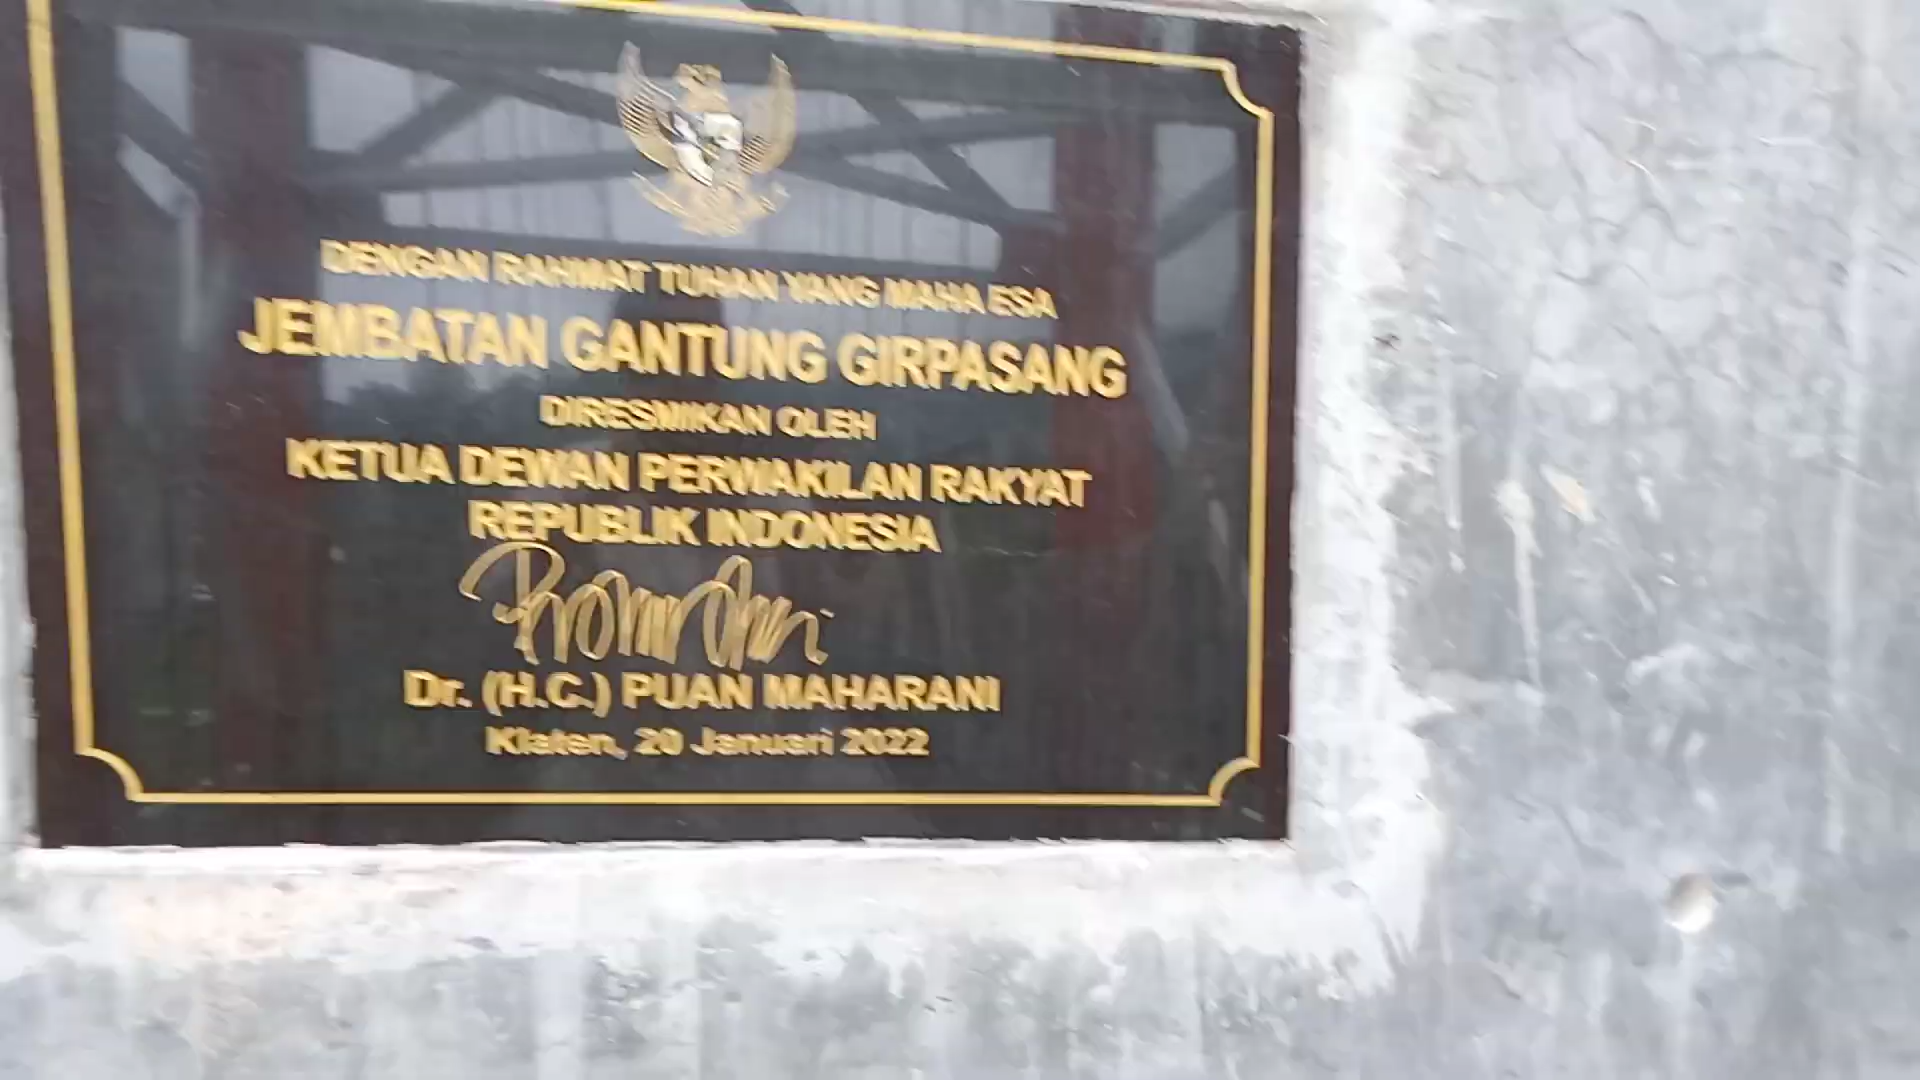 DENGAN RAHMAT TUHAN YANG MAHA ESA
JEMBATAN GANTUNG GIRPASANG
DIRESMIKAN OLEH
KETUA DEWAN PERWAKILAN RAKYAT
REPUBLIK INDONESIA
Dr. (H.C.) PUAN MAHARANI
Klaten, 20 Januari 2022